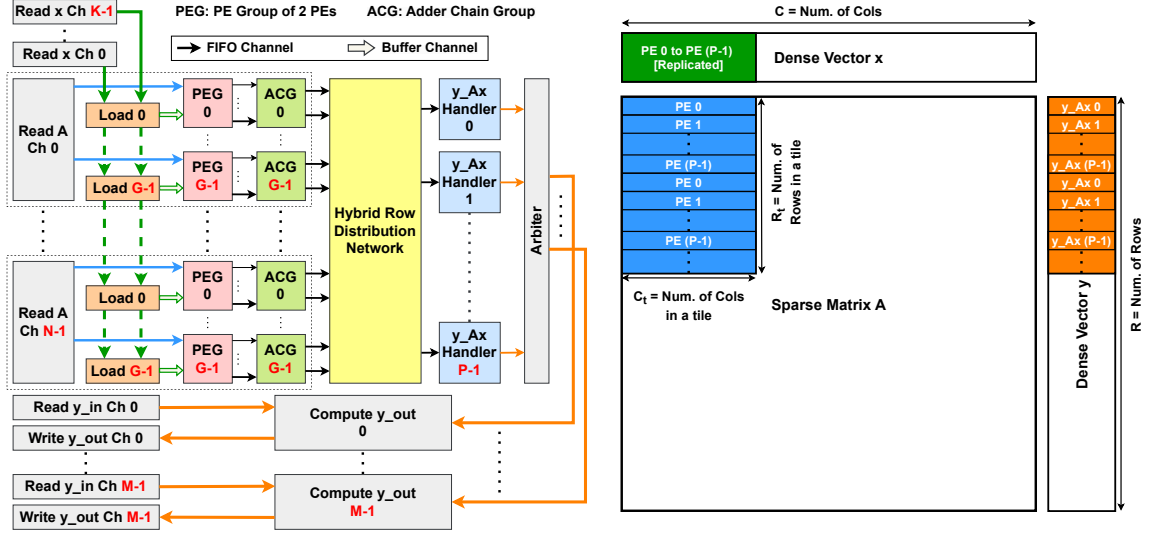 Read x Ch K-1
Read x Ch 0
PEG: PE Group of 2 PEs
ACG: Adder Chain Group
FIFO Channel
Buffer Channel
Read A
Ch 0
Load 0
PEG
0
ACG
0
Load G-1
PEG
G-1
ACG
G-1
Read A
Ch N-1
Load 0
PEG
0
ACG
0
Load G-1
PEG
G-1
ACG
G-1
Hybrid Row
Distribution
Network
y_Ax
Handler
0
y_Ax
Handler
1
y_Ax
Handler
P-1
Arbiter
Read y_in Ch 0
Write y_out Ch 0
Compute y_out
0
Read y_in Ch M-1
Write y_out Ch M-1
Compute y_out
M-1
C = Num. of Cols
PE 0 to PE (P-1)
[Replicated]
Dense Vector x
PE 0
PE 1
PE (P-1)
PE 0
PE 1
PE (P-1)
Rt = Num. of
Rows in a tile
Ct = Num. of Cols
in a tile
Sparse Matrix A
y_Ax 0
y_Ax 1
y_Ax (P-1)
y_Ax 0
y_Ax 1
y_Ax (P-1)
Dense Vector y
R = Num. of Rows